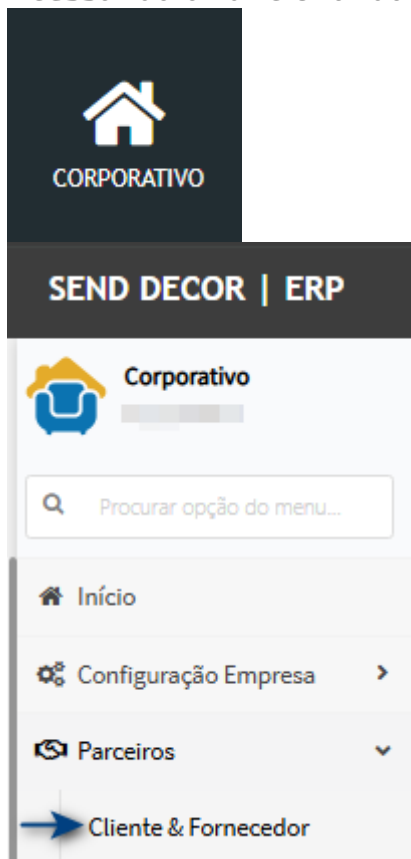 CORPORATIVO
SEND DECOR | ERP
Corporativo
Procurar opção do menu...
Início
Configuração Empresa
Parceiros
Cliente & Fornecedor